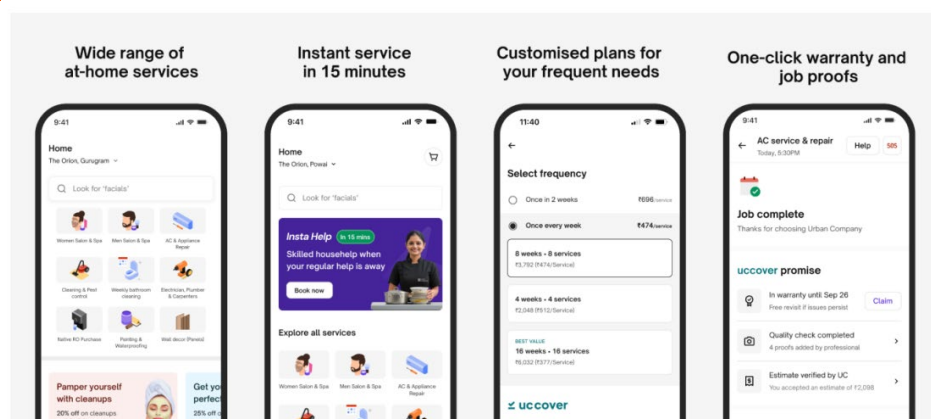 Wide range of
at-home services
Instant service
in 15 minutes
Customised plans for
your frequent needs
One-click warranty and
job proofs
9:41
Home
The Orion, Gurugram
Look for 'facials'
Women Salon & Spa
Men Salon & Spa
AC & Appliance
Repair
Cleaning & Pest
control
Weekly bathroom
cleaning
Electrician, Plumber
& Carpenters
Native RO Purchase
Painting &
Waterproofing
Wall decor (Panels)
Pamper yourself
with cleanups
20% off on cleanups
Get yo
perfec
25% off o
9:41
Home
The Orion, Powai
Look for 'facials'
Insta Help
In 15 mins
Skilled househelp when
your regular help is away
Book now
Explore all services
Women Salon & Spa
Men Salon & Spa
AC & Appliance
Repair
11:40
Select frequency
Once in 2 weeks
₹696/service
Once every week
₹474/service
8 weeks • 8 services
₹3,792 (₹474/Service)
4 weeks • 4 services
₹2,048 (₹512/Service)
BEST VALUE
16 weeks • 16 services
₹6,032 (₹377/Service)
uccover
9:41
AC service & repair
Today, 5:30PM
Help
SOS
Job complete
Thanks for choosing Urban Company
uccover promise
In warranty until Sep 26
Free revisit if issues persist
Claim
Quality check completed
4 proofs added by professional
Estimate verified by UC
You accepted an estimate of ₹2,098